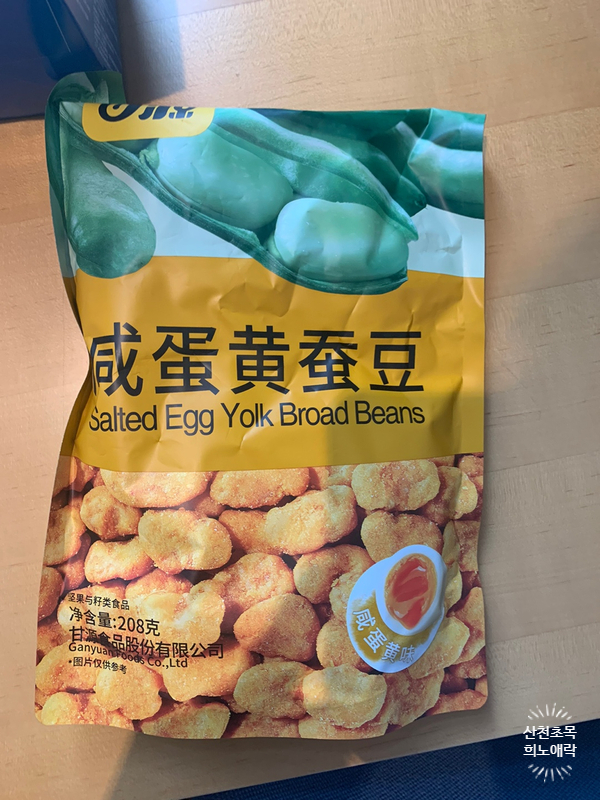 咸蛋黄蚕豆
Salted Egg Yolk Broad Beans
咸蛋黄味
坚果与籽类食品
净含量:208克
甘源食品股份有限公司
Ganyuan Foods Co.,Ltd
*图片仅供参考
산천초목
희노애락